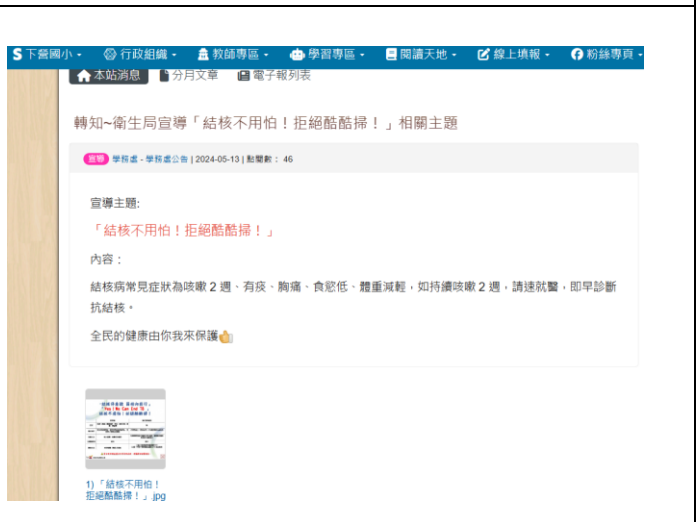 下營國小 行政組織 教師專區 學習專區 閱讀天地 線上填報 粉絲專頁
本站消息 分月文章 電子報列表
轉知~衛生局宣導「結核不用怕！拒絕酷酷掃！」相關主題
宣導 學務處 - 學務處公告 | 2024-05-13 | 點閱數： 46
宣導主題:
「結核不用怕！拒絕酷酷掃！」
內容：
結核病常見症狀為咳嗽 2 週、有痰、胸痛、食慾低、體重減輕，如持續咳嗽 2 週，請速就醫，即早診斷
抗結核。
全民的健康由你我來保護👍
"Yes ! We Can End TB"
1)「結核不用怕！
拒絕酷酷掃！」.jpg